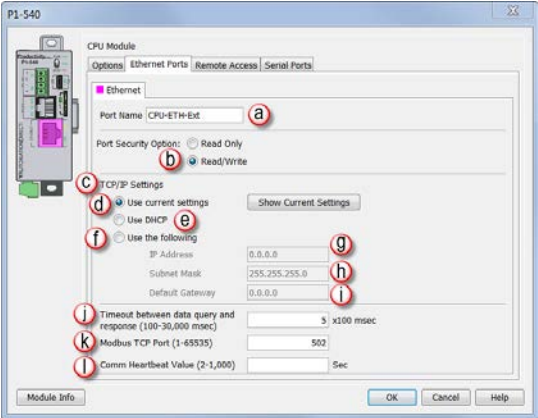 P1-540
CPU Module
Options Ethernet Ports Remote Access Serial Ports
Ethernet
Port Name CPU-ETH-Ext a
Port Security Option: Read Only
b Read/Write
c TCP/IP Settings
d Use current settings Show Current Settings
Use DHCP e
f Use the following
IP Address 0.0.0.0 g
Subnet Mask 255.255.255.0 h
Default Gateway 0.0.0.0 i
j Timeout between data query and
response (100-30,000 msec) 5 x100 msec
k Modbus TCP Port (1-65535) 502
l Comm Heartbeat Value (2-1,000) Sec
Module Info OK Cancel Help